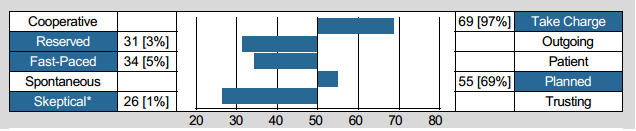 Cooperative 69 [97%] Take Charge
Reserved 31 [3%] Outgoing
Fast-Paced 34 [5%] Patient
Spontaneous 55 [69%] Planned
Skeptical* 26 [1%] Trusting
20 30 40 50 60 70 80